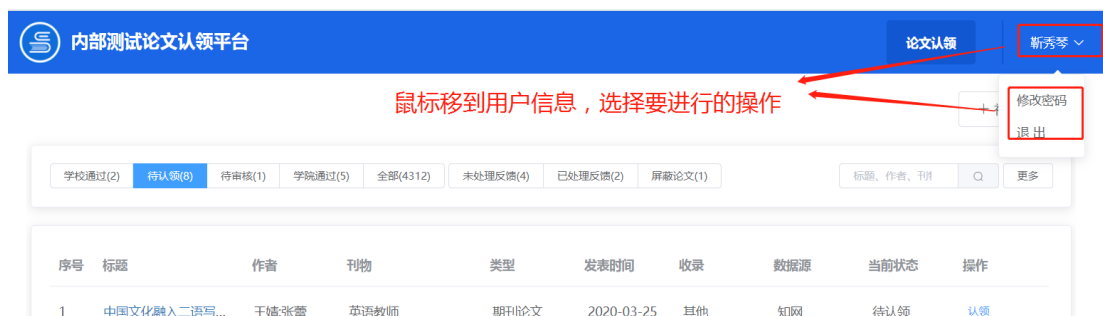 内部测试论文认领平台
论文认领
靳秀琴
鼠标移到用户信息，选择要进行的操作
修改密码
退 出
学校通过(2) 待认领(8) 待审核(1) 学院通过(5) 全部(4312) 未处理反馈(4) 已处理反馈(2) 屏蔽论文(1) 标题、作者、刊 更多
序号 标题 作者 刊物 类型 发表时间 收录 数据源 当前状态 操作
1 中国文化融入二语写... 王婧;张蕾 英语教师 期刊论文 2020-03-25 其他 知网 待认领 认领